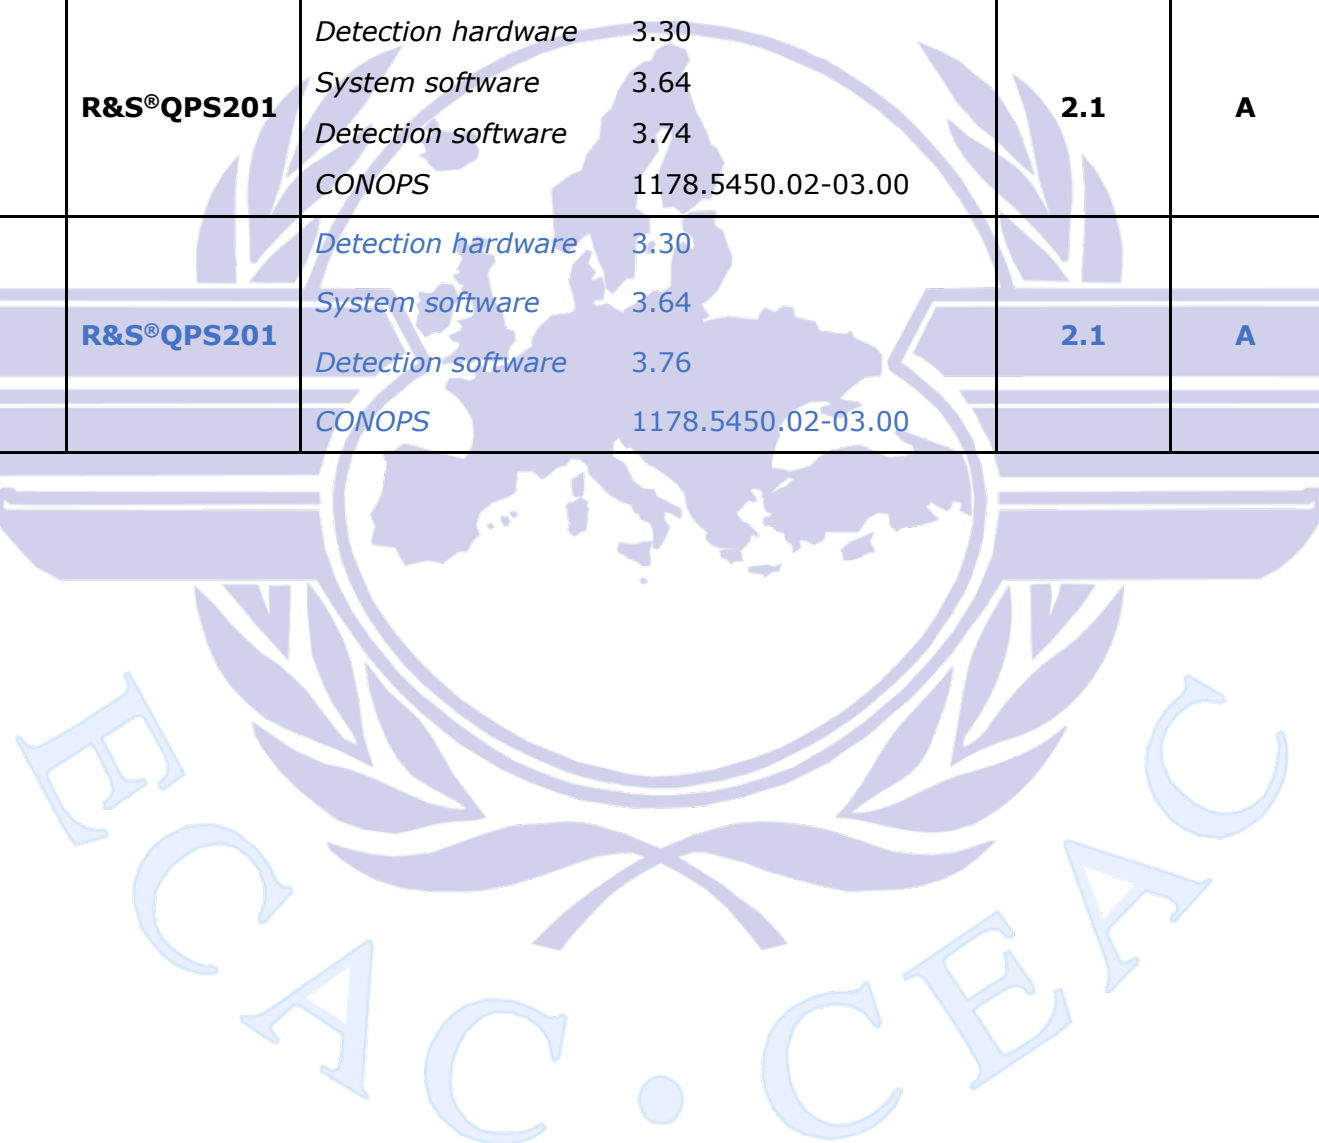 Detection hardware 3.30
System software 3.64
R&S®QPS201 2.1 A
Detection software 3.74
CONOPS 1178.5450.02-03.00
Detection hardware 3.30
System software 3.64
R&S®QPS201 2.1 A
Detection software 3.76
CONOPS 1178.5450.02-03.00
ECAC • CEAC